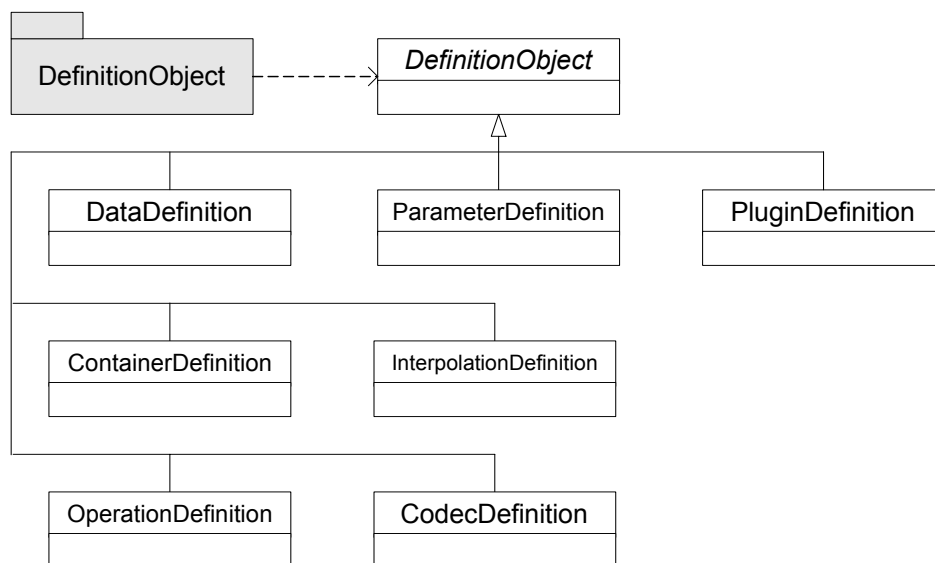 DefinitionObject
DefinitionObject
DataDefinition
ParameterDefinition
PluginDefinition
ContainerDefinition
InterpolationDefinition
OperationDefinition
CodecDefinition